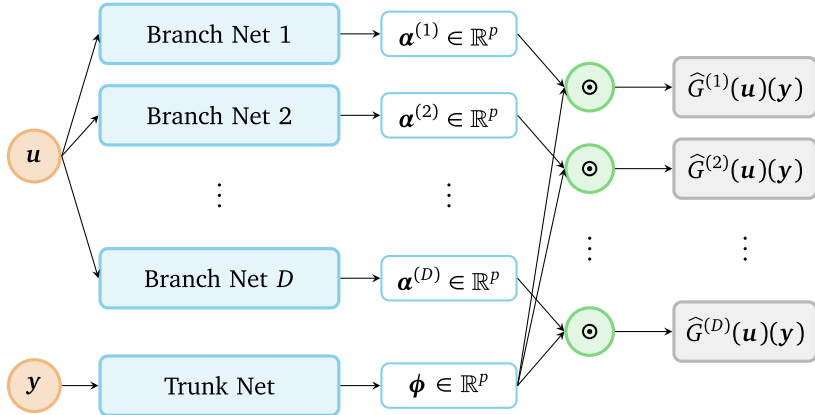 Branch Net 1
𝜶⁽¹⁾ ∈ ℝᵖ
⊙
Ĝ⁽¹⁾(𝒖)(𝒚)
Branch Net 2
𝜶⁽²⁾ ∈ ℝᵖ
⊙
Ĝ⁽²⁾(𝒖)(𝒚)
𝒖
⋮
⋮
⋮
⋮
Branch Net D
𝜶⁽ᴰ⁾ ∈ ℝᵖ
⊙
Ĝ⁽ᴰ⁾(𝒖)(𝒚)
𝒚
Trunk Net
𝝓 ∈ ℝᵖ